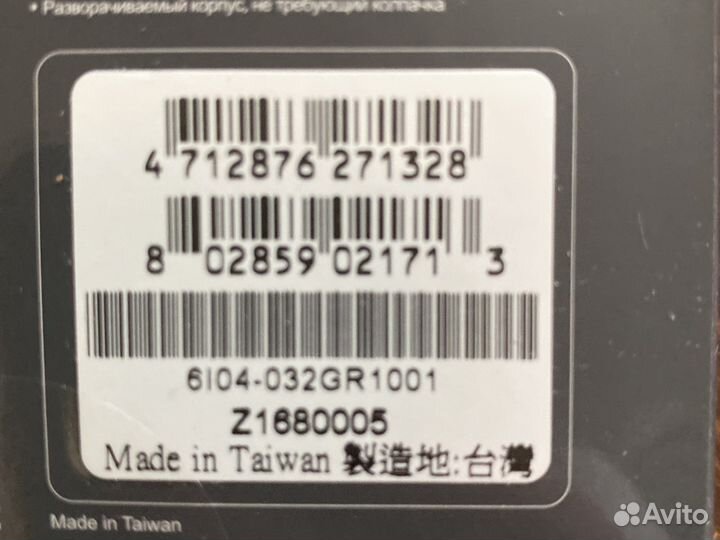 • Разворачиваемый корпус, не требующий колпачка
4 712876 271328
8 02859 02171 3
6I04-032GR1001
Z1680005
Made in Taiwan 製造地:台灣
Made in Taiwan
Avito